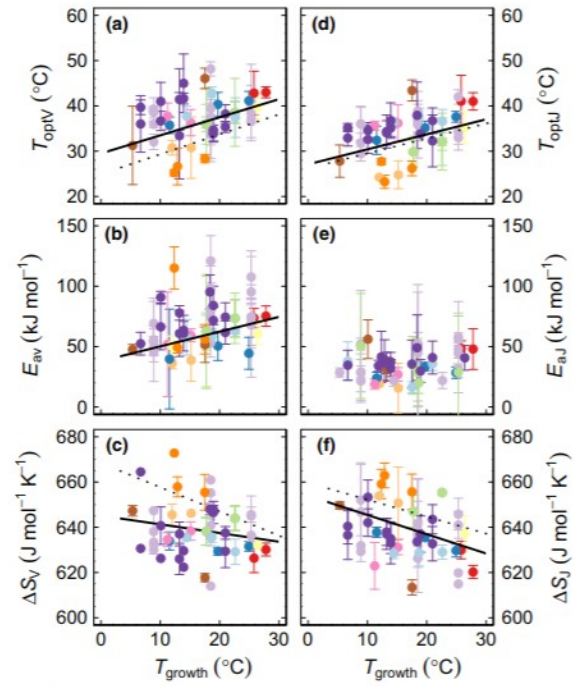 (a)
(d)
60
50
40
30
20
T_optV (°C)
60
50
40
30
20
T_optJ (°C)
(b)
(e)
150
100
50
0
E_av (kJ mol⁻¹)
150
100
50
0
E_aJ (kJ mol⁻¹)
(c)
(f)
680
660
640
620
600
ΔS_V (J mol⁻¹ K⁻¹)
680
660
640
620
600
ΔS_J (J mol⁻¹ K⁻¹)
0 10 20 30 0 10 20 30
T_growth (°C) T_growth (°C)